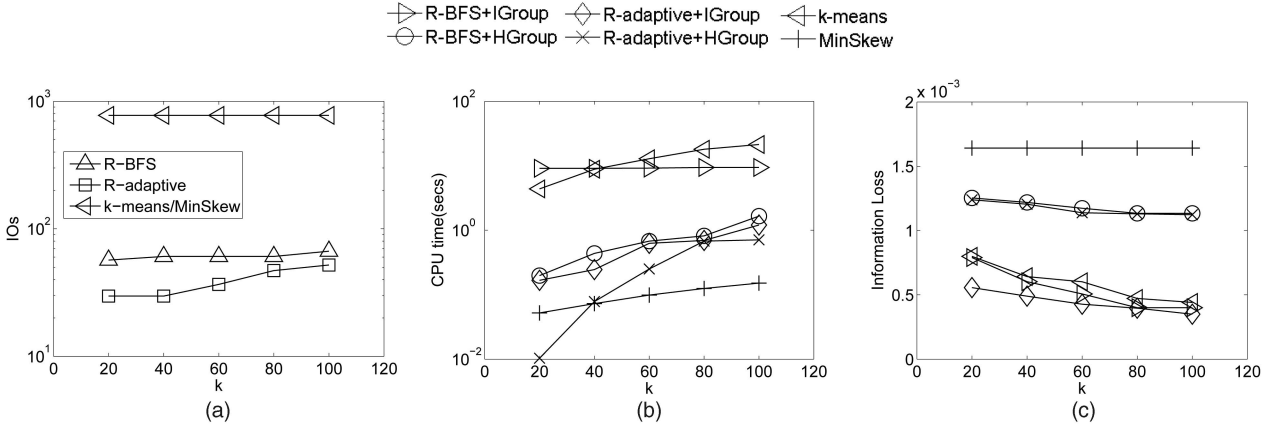 R-BFS+IGroup R-adaptive+IGroup k-means
R-BFS+HGroup R-adaptive+HGroup MinSkew
10^3
10^2
10^1
IOs
R-BFS
R-adaptive
k-means/MinSkew
0 20 40 60 80 100 120
k
(a)
10^2
10^0
10^-2
CPU time(secs)
0 20 40 60 80 100 120
k
(b)
x 10^-3
2
1.5
1
0.5
0
Information Loss
0 20 40 60 80 100 120
k
(c)